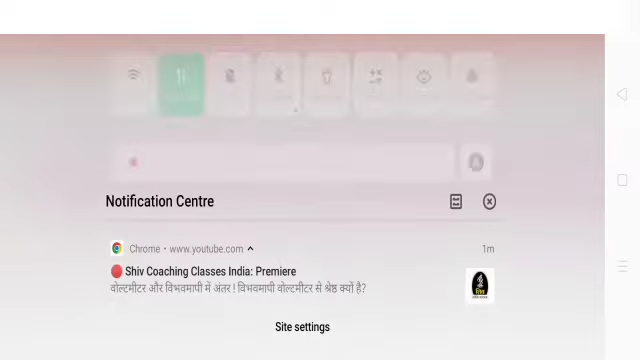 Notification Centre
Chrome • www.youtube.com
1m
🔴 Shiv Coaching Classes India: Premiere
वोल्टमीटर और विभवमापी में अंतर ! विभवमापी वोल्टमीटर से श्रेष्ठ क्यों है?
Site settings